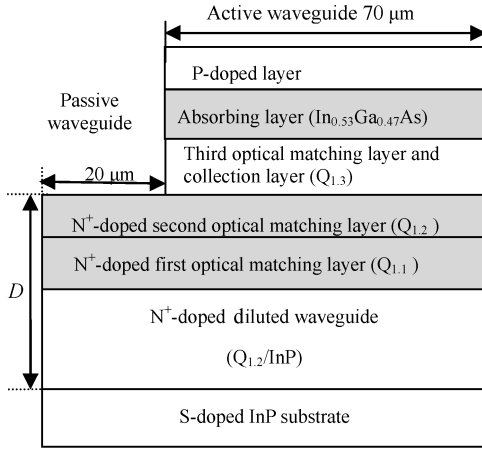 Active waveguide 70 μm
P-doped layer
Passive
waveguide
Absorbing layer (In0.53Ga0.47As)
20 μm
Third optical matching layer and
collection layer (Q1.3)
N+-doped second optical matching layer (Q1.2 )
N+-doped first optical matching layer (Q1.1 )
D
N+-doped diluted waveguide
(Q1.2/InP)
S-doped InP substrate